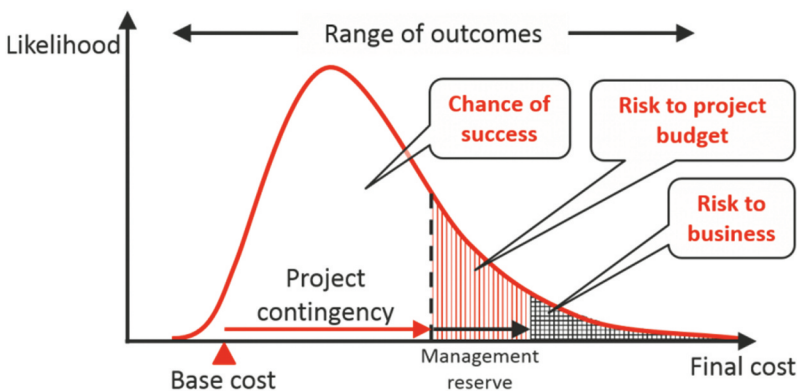 Likelihood
Range of outcomes
Chance of
success
Risk to project
budget
Risk to
business
Project
contingency
Management
reserve
Base cost
Final cost